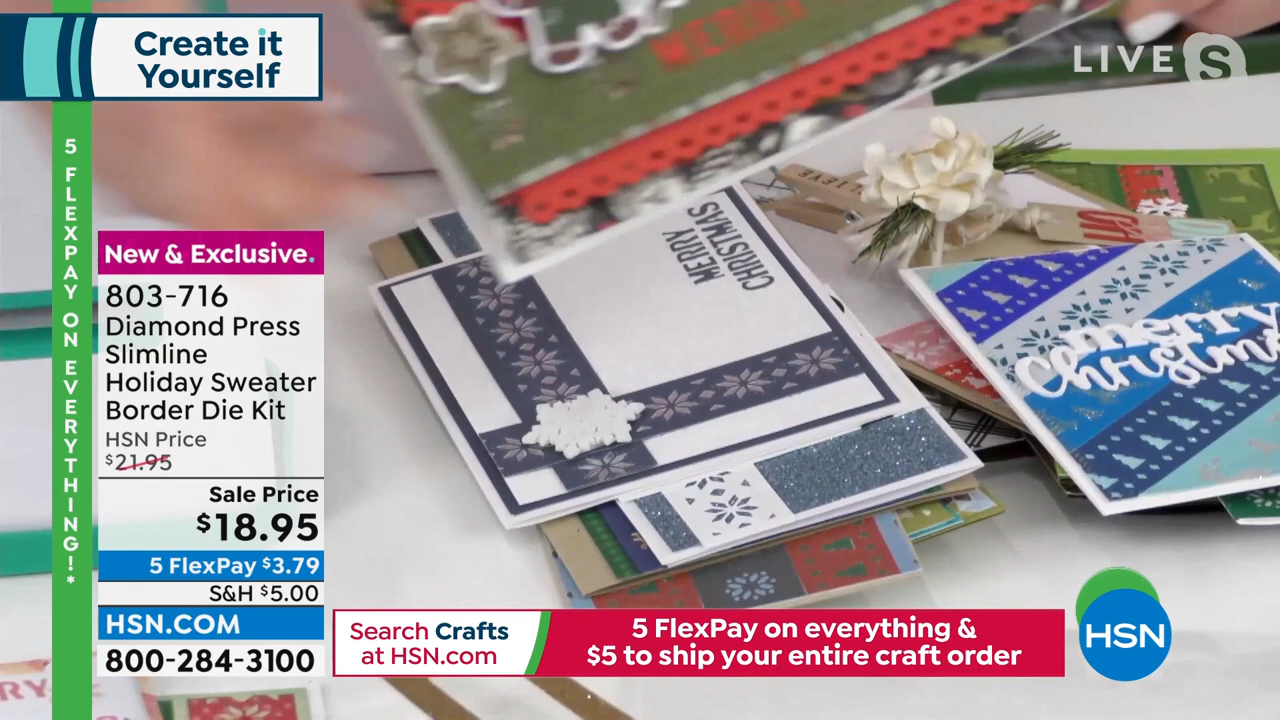 Create it
Yourself
LIVE S
5 FLEXPAY ON EVERYTHING!*
New & Exclusive.
803-716
Diamond Press
Slimline
Holiday Sweater
Border Die Kit
HSN Price
$21.95
Sale Price
$18.95
5 FlexPay $3.79
S&H $5.00
HSN.COM
800-284-3100
MERRY
MERRY
CHRISTMAS
merry
Christmas
Search Crafts
at HSN.com
5 FlexPay on everything &
$5 to ship your entire craft order
HSN